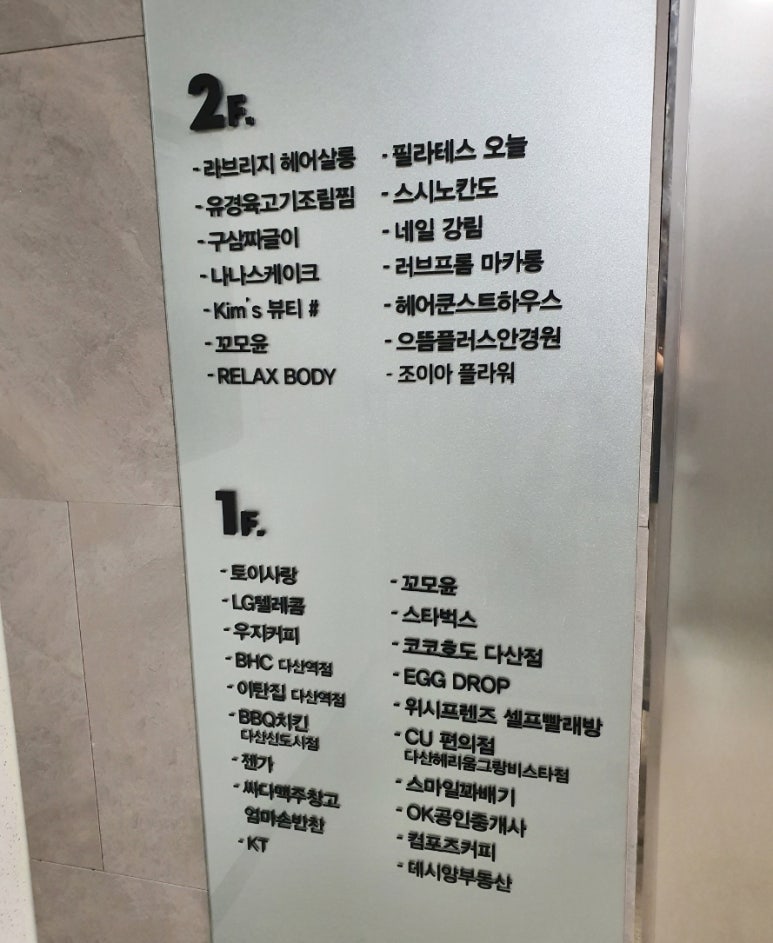 2F.
- 라브리지 헤어살롱
- 유경육고기조림찜
- 구삼짜글이
- 나나스케이크
- Kim's 뷰티 #
- 꼬모윤
- RELAX BODY
- 필라테스 오늘
- 스시노칸도
- 네일 강림
- 러브프롬 마카롱
- 헤어쿤스트하우스
- 으뜸플러스안경원
- 조이아 플라워
1F.
- 토이사랑
- LG텔레콤
- 우지커피
- BHC 다산역점
- 이탄집 다산역점
- BBQ치킨
다산신도시점
- 젠가
- 싸다맥주창고
엄마손반찬
- KT
- 꼬모윤
- 스타벅스
- 코코호도 다산점
- EGG DROP
- 위시프렌즈 셀프빨래방
- CU 편의점
다산헤리움그랑비스타점
- 스마일꽈배기
- OK공인중개사
- 컴포즈커피
- 데시앙부동산